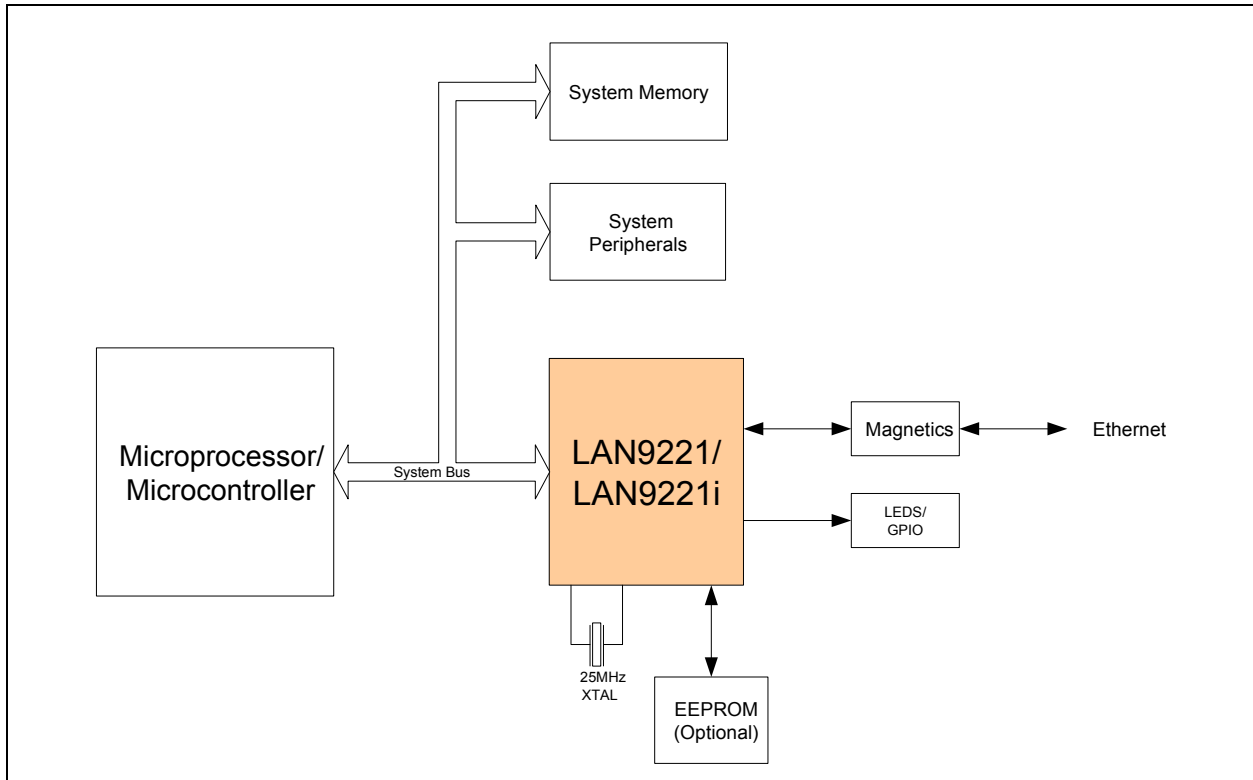 System Memory
System
Peripherals
Microprocessor/
Microcontroller
System Bus
LAN9221/
LAN9221i
Magnetics
Ethernet
LEDS/
GPIO
25MHz
XTAL
EEPROM
(Optional)